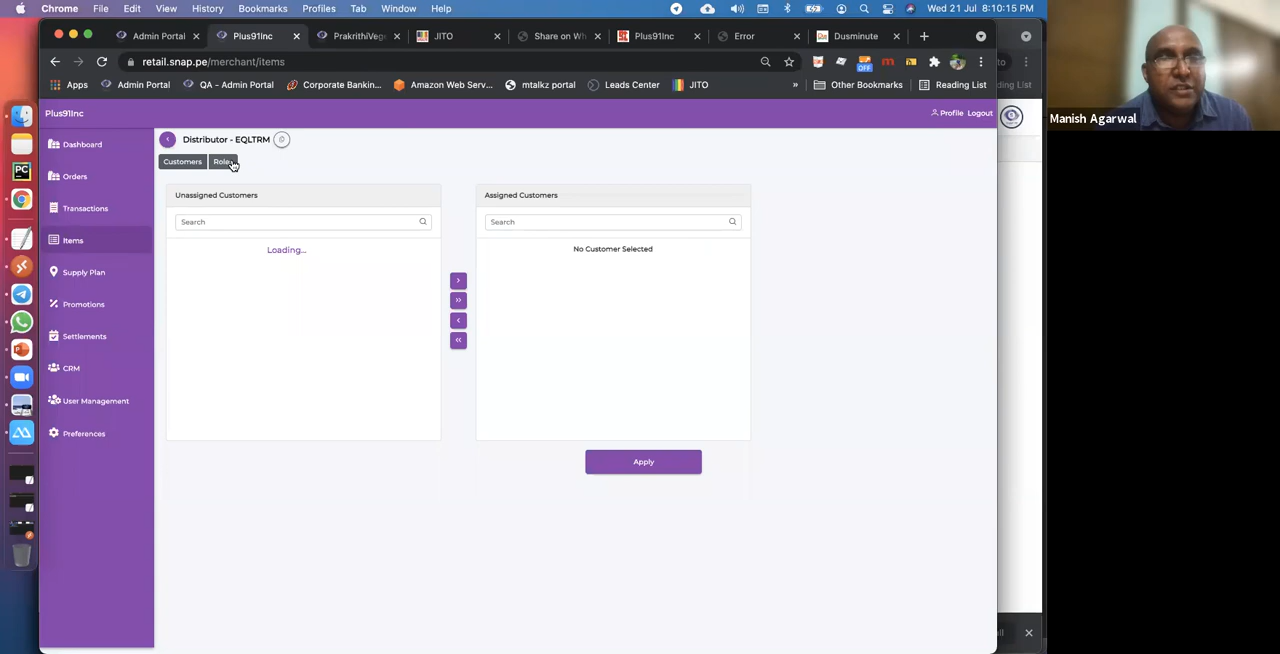 Chrome File Edit View History Bookmarks Profiles Tab Window Help Wed 21 Jul 8:10:15 PM
Admin Portal Plus91Inc PrakrithiVeg JITO Share on Wh Plus91Inc Error Dusminute
retail.snap.pe/merchant/items
Apps Admin Portal QA - Admin Portal Corporate Bankin... Amazon Web Serv... mtalkz portal Leads Center JITO » Other Bookmarks Reading List
Plus91Inc Profile Logout
Manish Agarwal
Dashboard
Orders
Transactions
Items
Supply Plan
Promotions
Settlements
CRM
User Management
Preferences
Distributor - EQLTRM
Customers
Unassigned Customers
Search
Loading...
Assigned Customers
Search
No Customer Selected
Apply